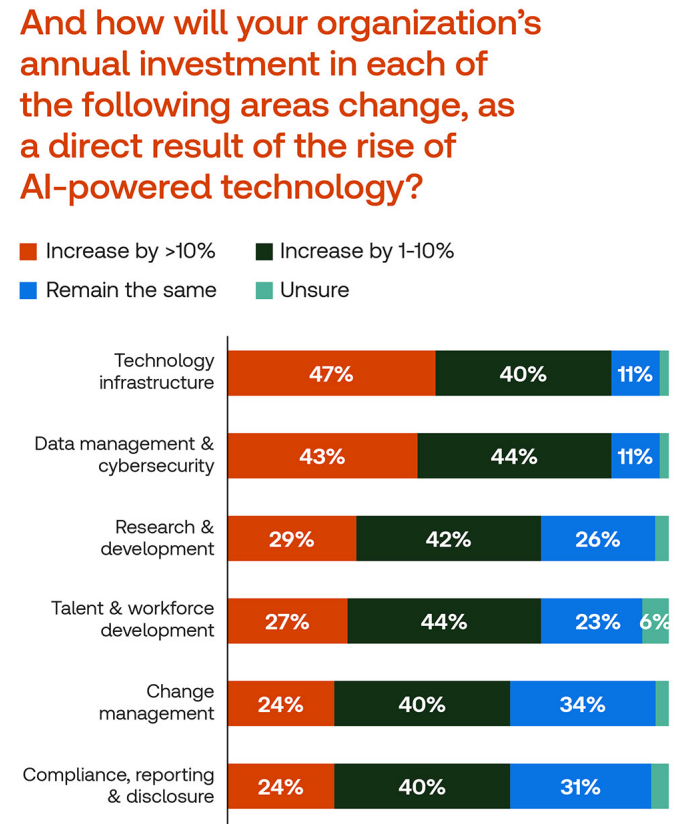 And how will your organization’s
annual investment in each of
the following areas change, as
a direct result of the rise of
AI-powered technology?
Increase by >10%
Increase by 1-10%
Remain the same
Unsure
Technology
infrastructure
47%
40%
11%
Data management &
cybersecurity
43%
44%
11%
Research &
development
29%
42%
26%
Talent & workforce
development
27%
44%
23%
6%
Change
management
24%
40%
34%
Compliance, reporting
& disclosure
24%
40%
31%